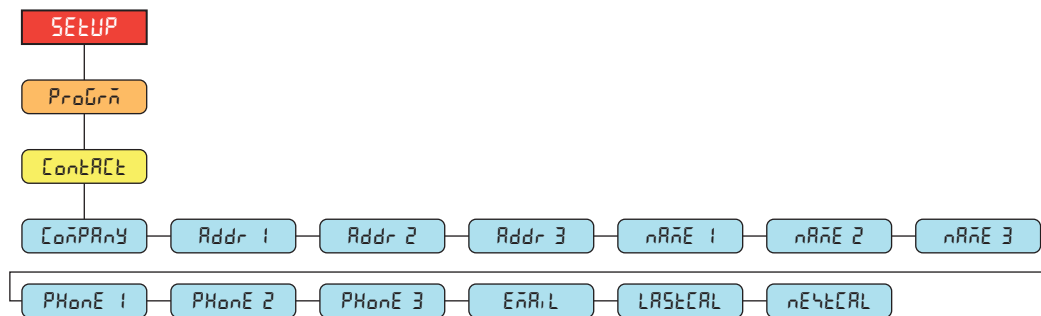 SEtUP
ProGrm
ContACt
ComPAnY Addr 1 Addr 2 Addr 3 nAmE 1 nAmE 2 nAmE 3
PHonE 1 PHonE 2 PHonE 3 EmAiL LAStCAL nEXtCAL